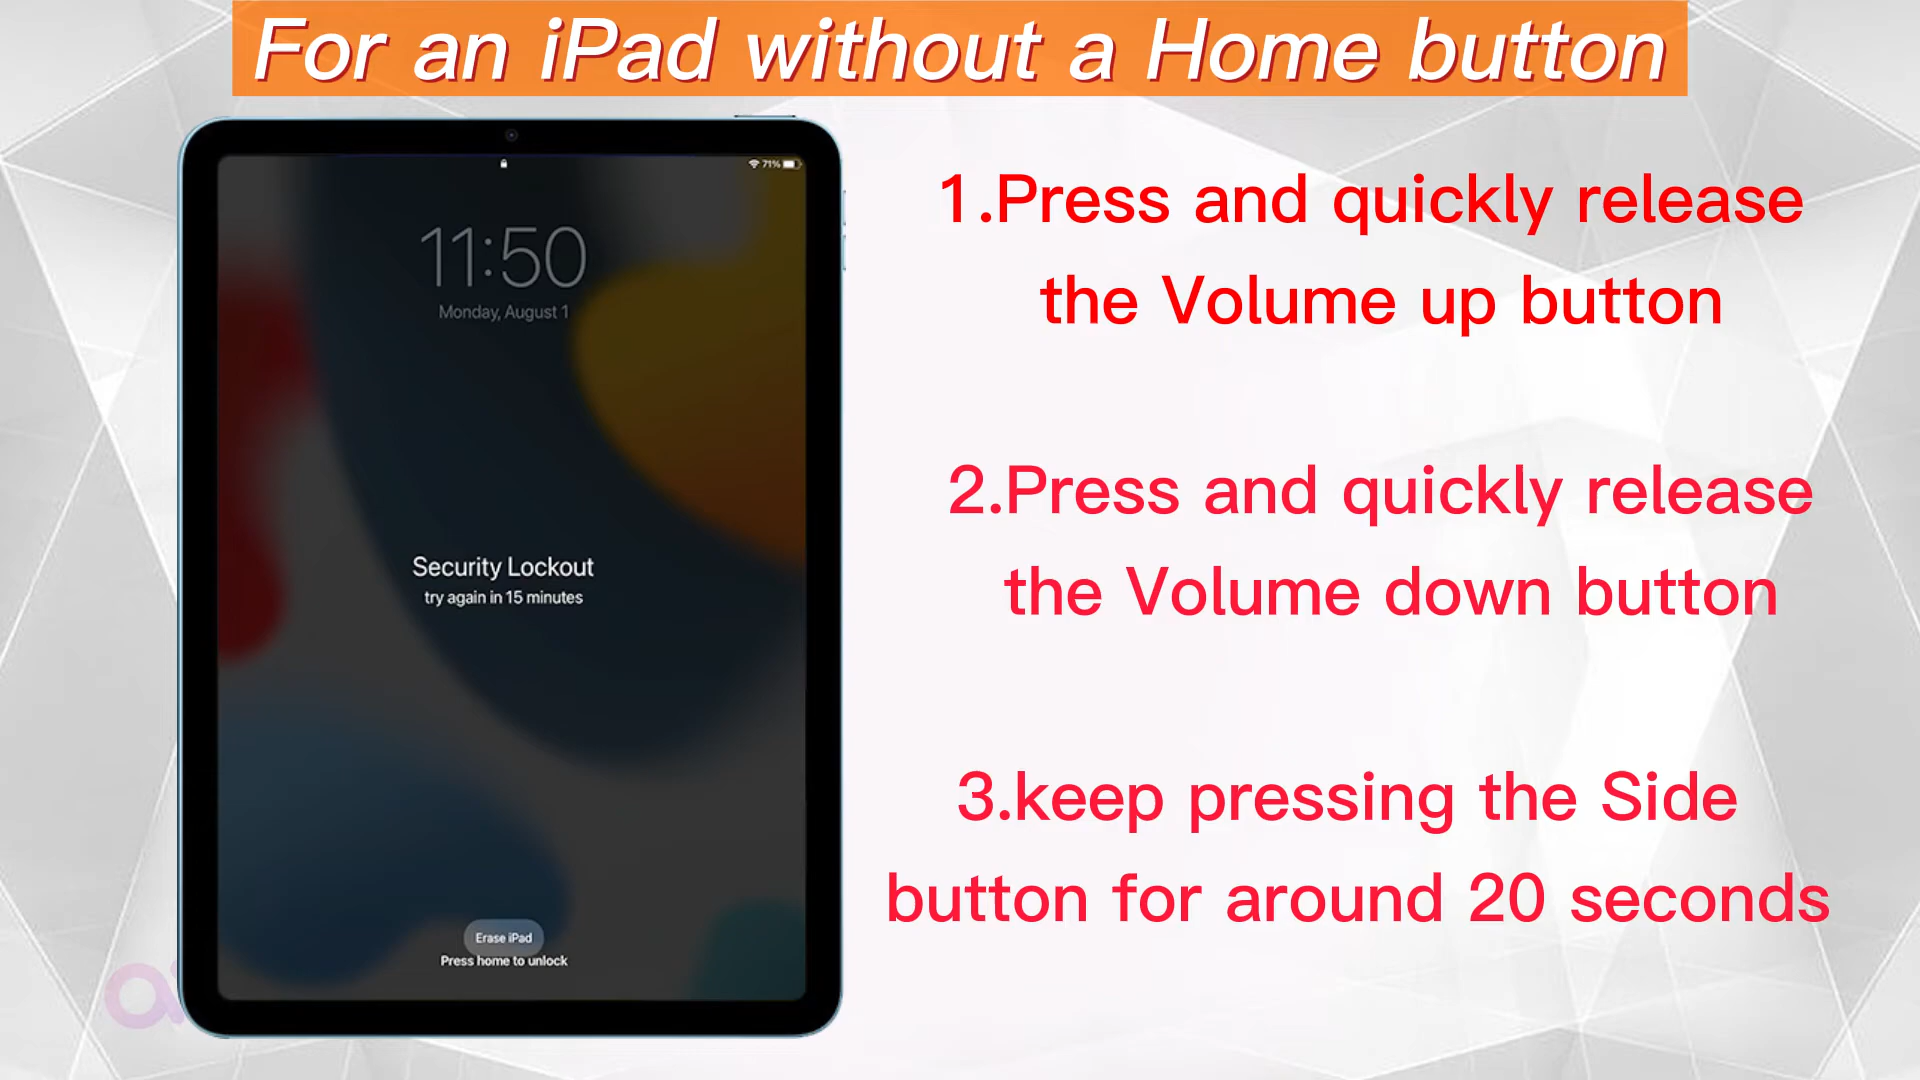 For an iPad without a Home button
71%
11:50
Monday, August 1
Security Lockout
try again in 15 minutes
Erase iPad
Press home to unlock
1.Press and quickly release
the Volume up button
2.Press and quickly release
the Volume down button
3.keep pressing the Side
button for around 20 seconds